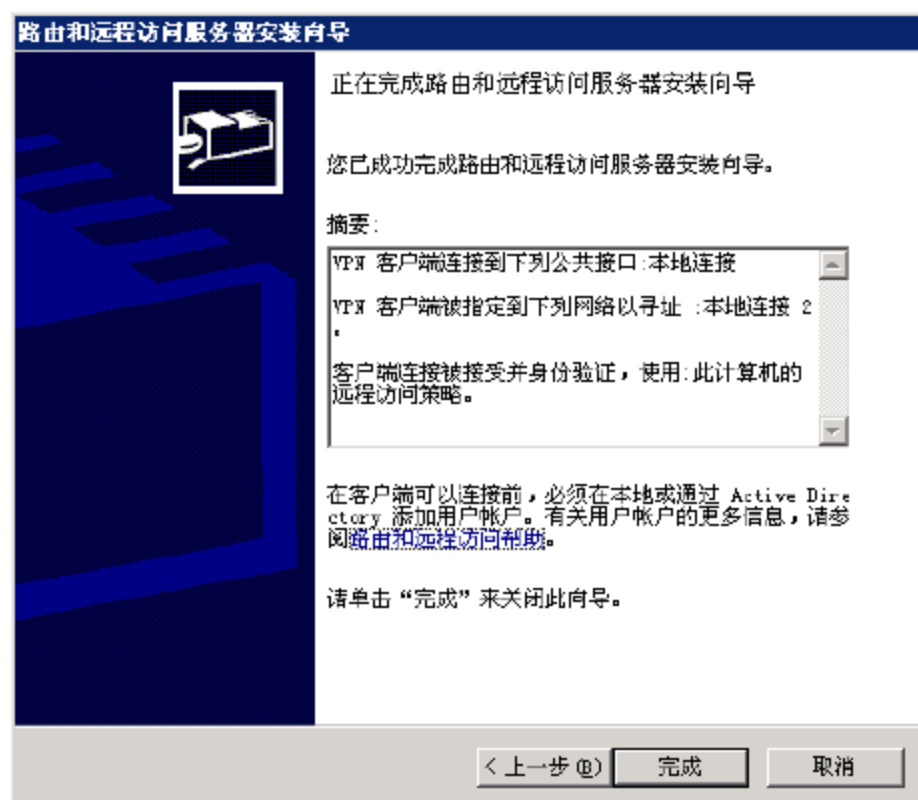 路由和远程访问服务器安装向导
正在完成路由和远程访问服务器安装向导
您已成功完成路由和远程访问服务器安装向导。
摘要:
VPN 客户端连接到下列公共接口:本地连接
VPN 客户端被指定到下列网络以寻址 :本地连接 2
。
客户端连接被接受并身份验证，使用:此计算机的
远程访问策略。
在客户端可以连接前，必须在本地或通过 Active Dire
ctory 添加用户帐户。有关用户帐户的更多信息，请参
阅路由和远程访问帮助。
请单击“完成”来关闭此向导。
< 上一步(B)
完成
取消